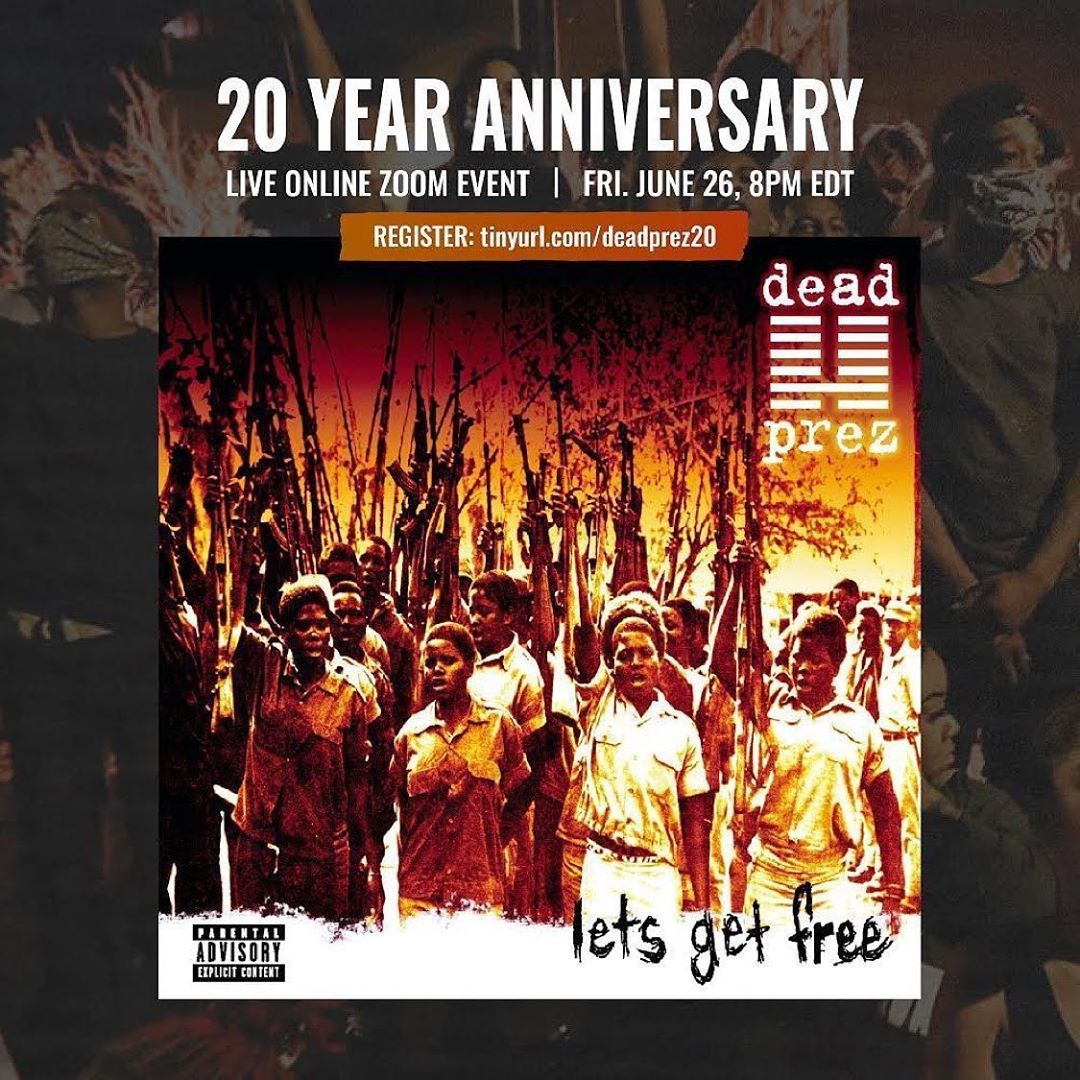 20 YEAR ANNIVERSARY
LIVE ONLINE ZOOM EVENT | FRI. JUNE 26, 8PM EDT
REGISTER: tinyurl.com/deadprez20
dead
prez
lets get free
PARENTAL
ADVISORY
EXPLICIT CONTENT